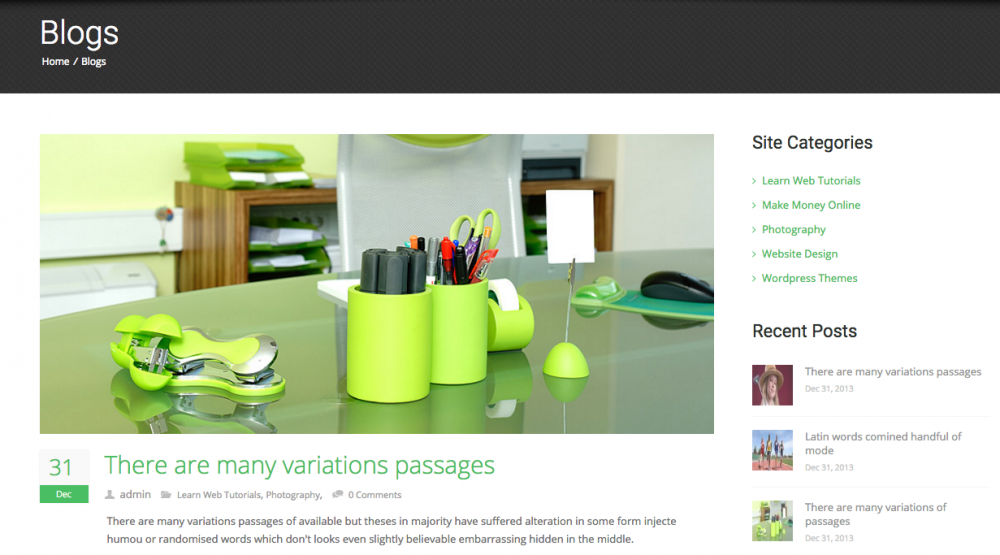 Blogs
Home / Blogs
31
Dec
There are many variations passages
admin Learn Web Tutorials, Photography, 0 Comments
There are many variations passages of available but theses in majority have suffered alteration in some form injecte
humou or randomised words which don't looks even slightly believable embarrassing hidden in the middle.
Site Categories
Learn Web Tutorials
Make Money Online
Photography
Website Design
Wordpress Themes
Recent Posts
There are many variations passages
Dec 31, 2013
Latin words comined handful of
mode
Dec 31, 2013
There are many variations of
passages
Dec 31, 2013